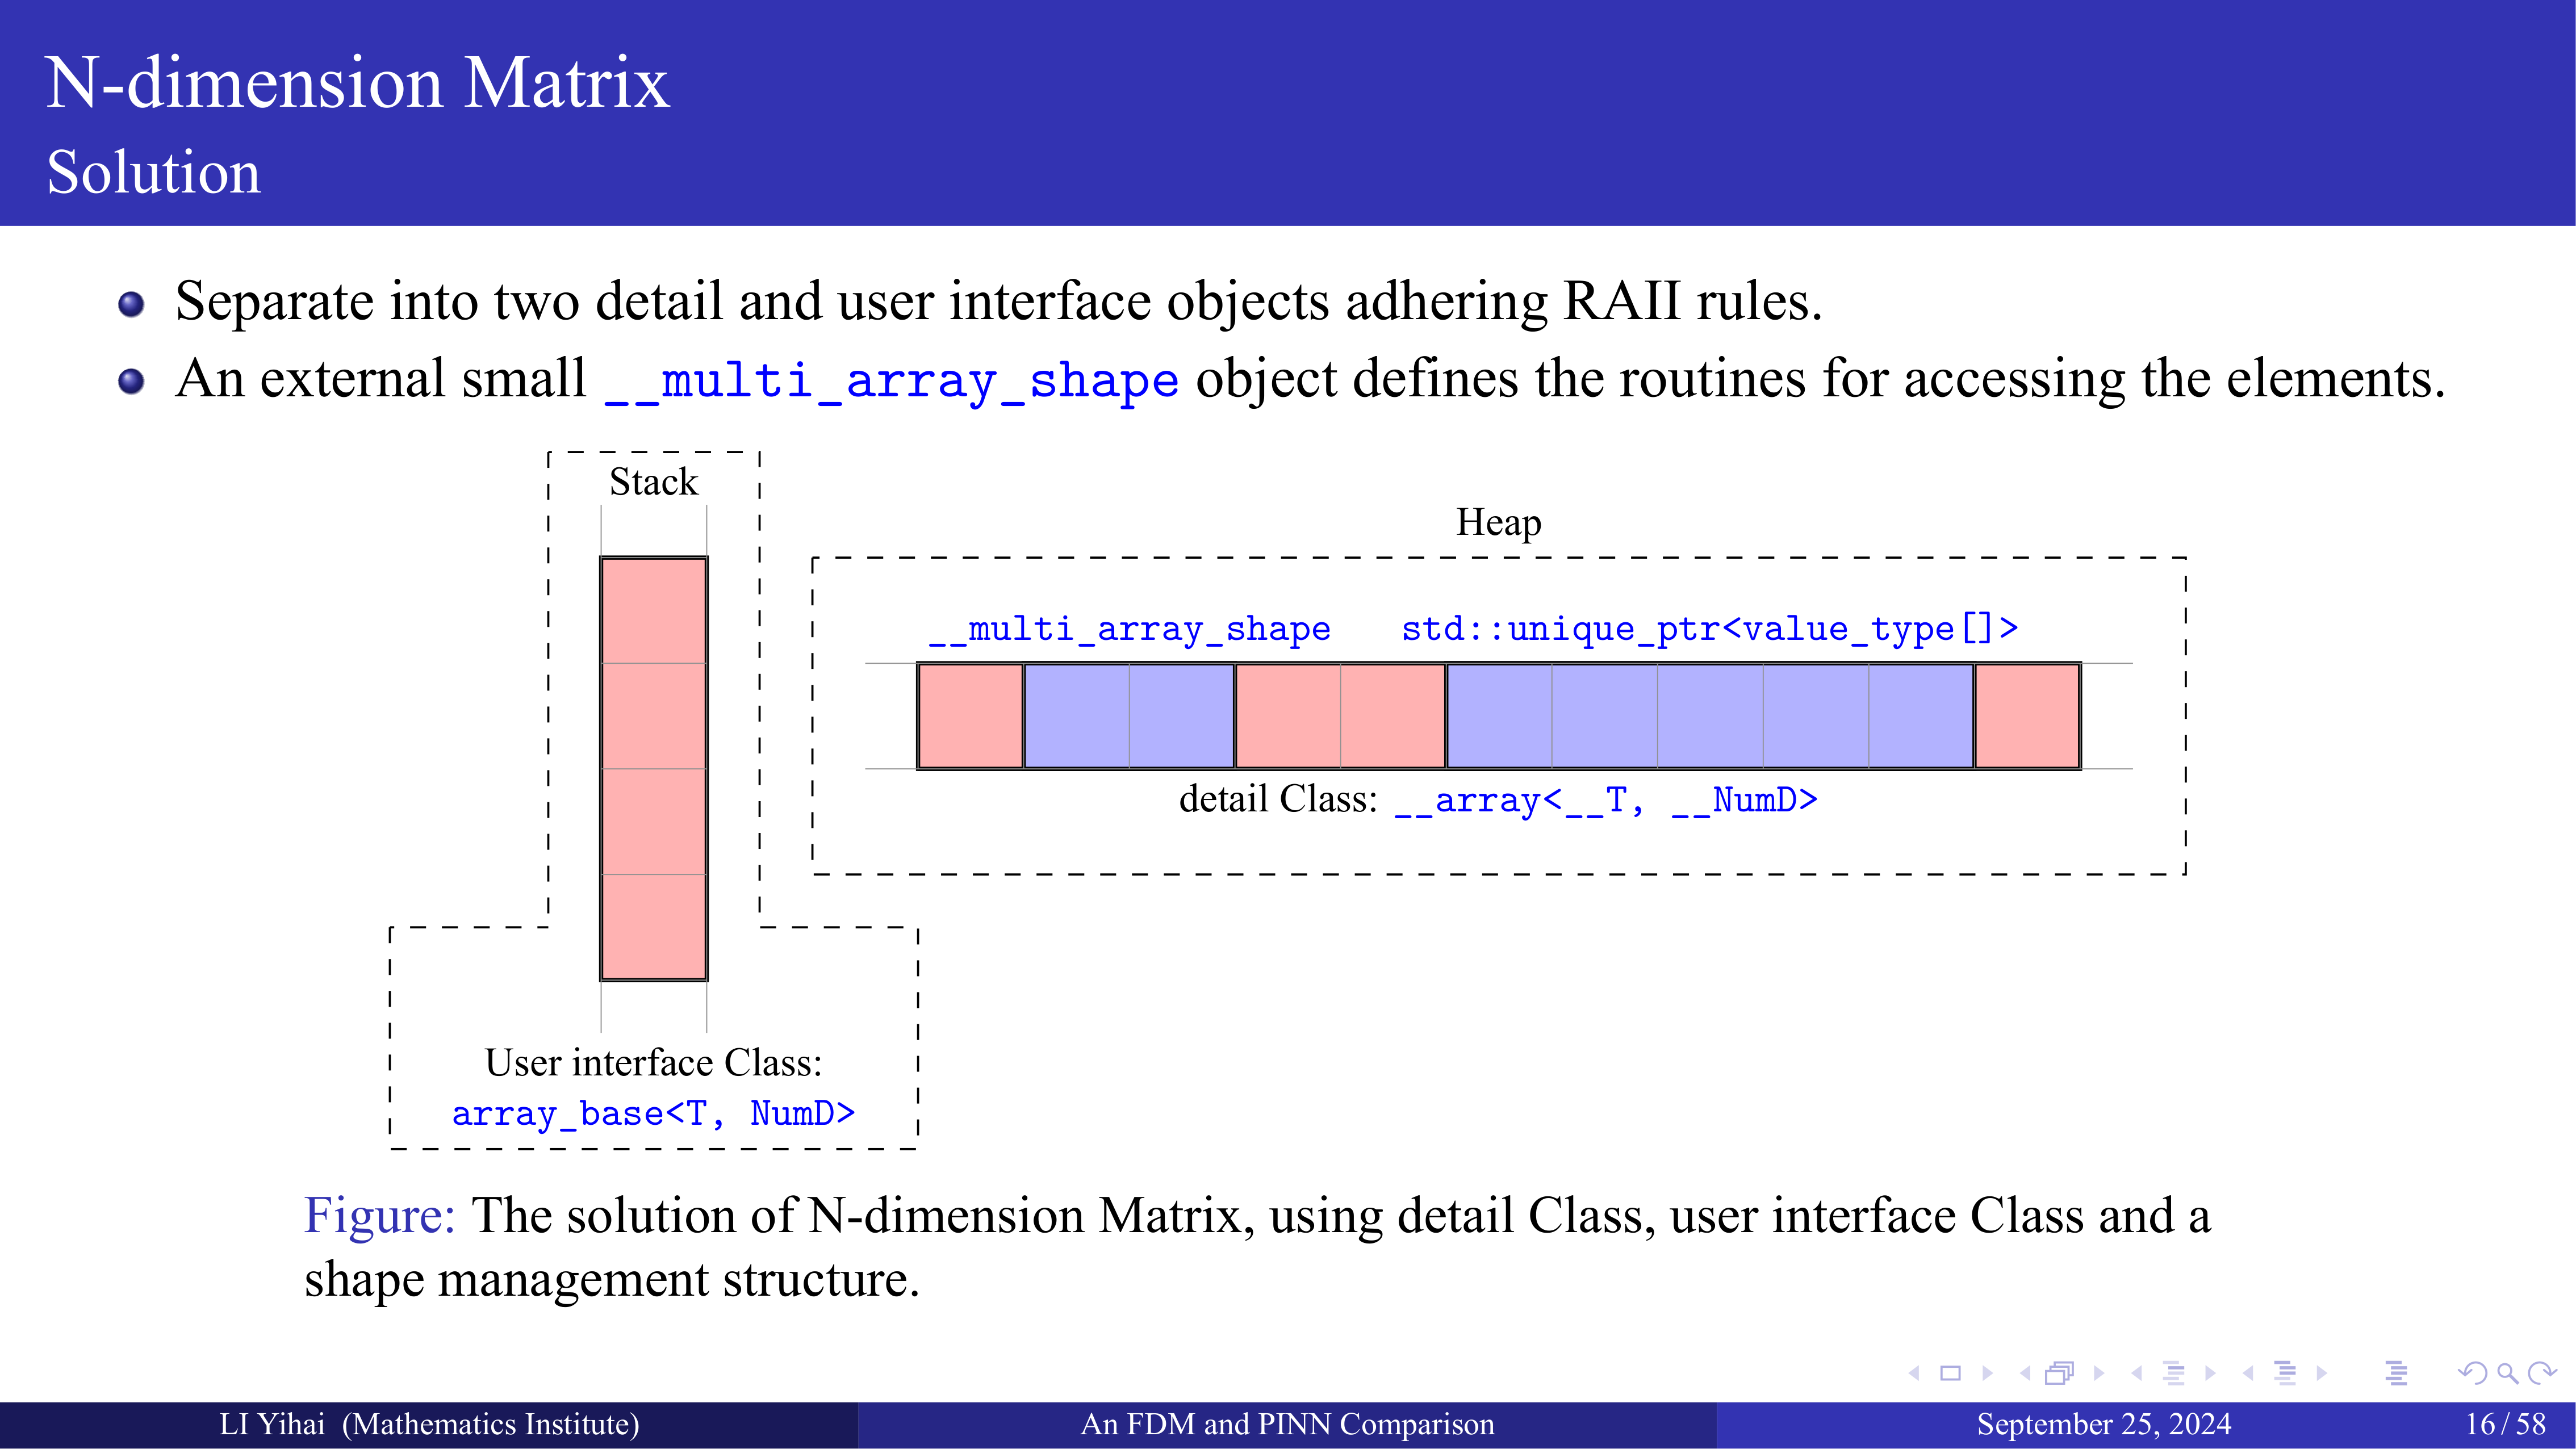 N-dimension Matrix
Solution
Separate into two detail and user interface objects adhering RAII rules.
An external small __multi_array_shape object defines the routines for accessing the elements.
Stack
Heap
__multi_array_shape std::unique_ptr<value_type[]>
detail Class: __array<__T, __NumD>
User interface Class:
array_base<T, NumD>
Figure: The solution of N-dimension Matrix, using detail Class, user interface Class and a
shape management structure.
LI Yihai (Mathematics Institute) An FDM and PINN Comparison September 25, 2024 16 / 58